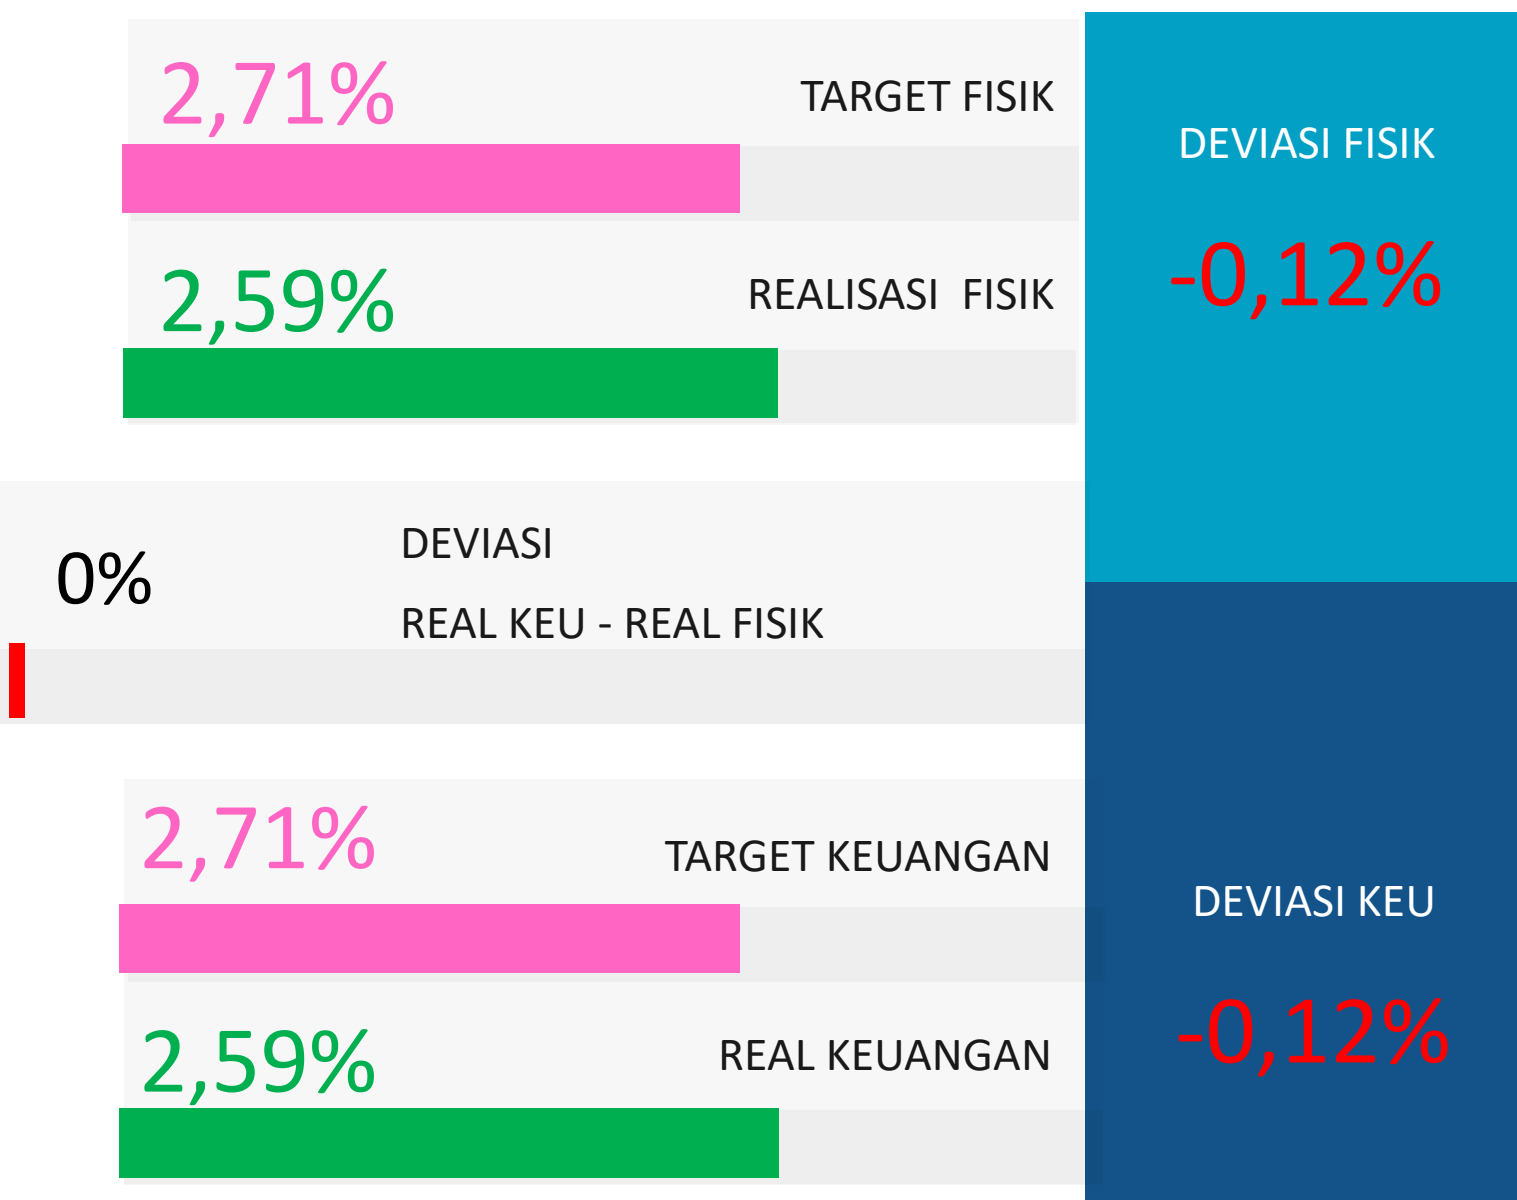 2,71%
TARGET FISIK
2,59%
REALISASI  FISIK
DEVIASI FISIK
-0,12%
0%
DEVIASI
REAL KEU - REAL FISIK
2,71%
TARGET KEUANGAN
2,59%
REAL KEUANGAN
DEVIASI KEU
-0,12%